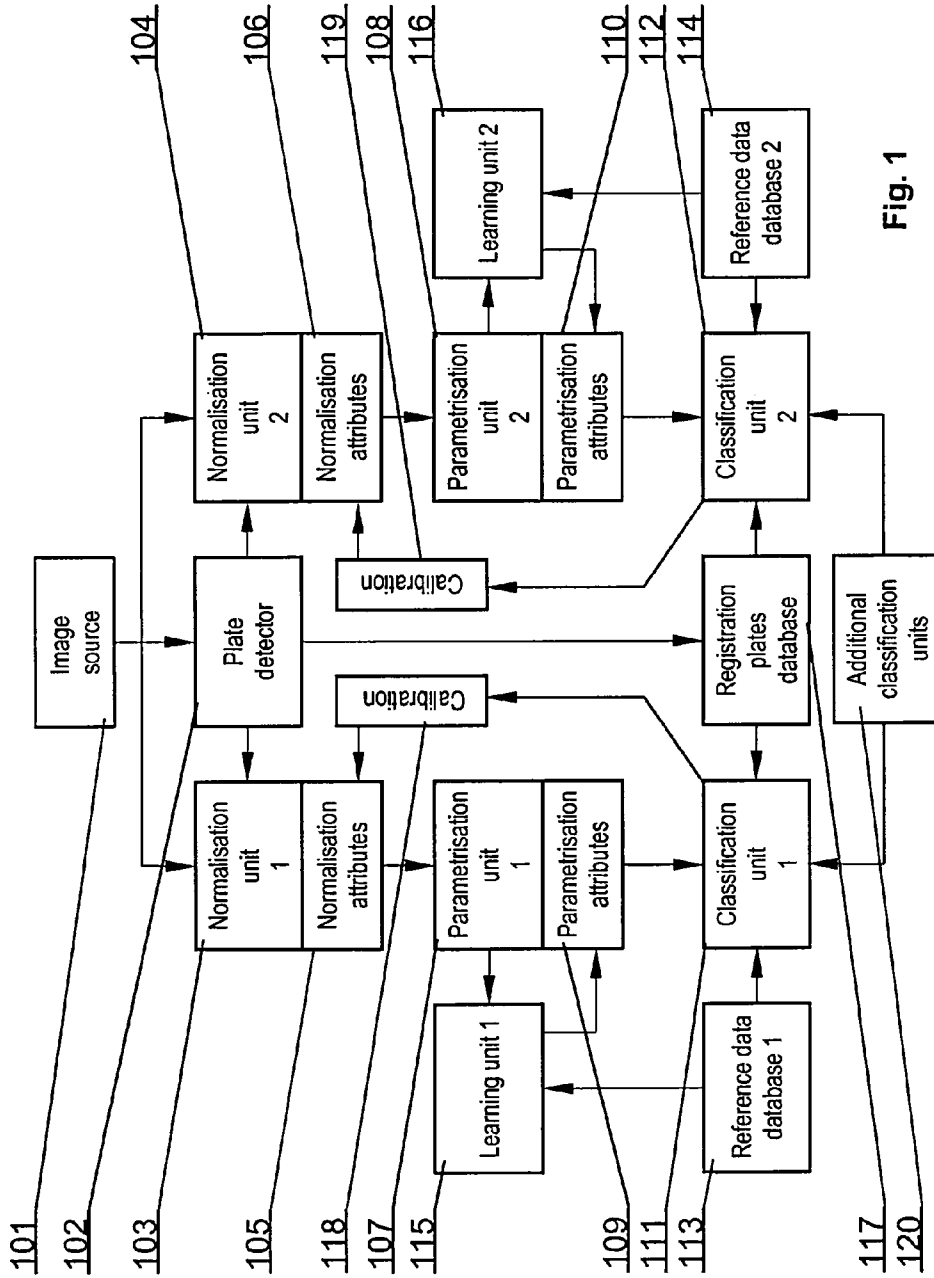 101
102
103
105
118
107
115
109
111
113
117
120
Image
source
Plate
detector
Normalisation
unit
1
Normalisation
attributes
Normalisation
unit
2
Normalisation
attributes
Calibration
Calibration
Parametrisation
unit
1
Parametrisation
attributes
Parametrisation
unit
2
Parametrisation
attributes
Learning unit 1
Learning unit 2
Classification
unit
1
Registration
plates
database
Classification
unit
2
Reference data
database 1
Reference data
database 2
Additional
classification
units
104
106
119
108
116
110
112
114
Fig. 1